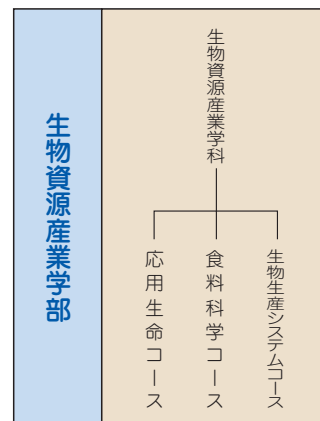 生物資源産業学部
生物資源産業学科
応用生命コース
食料科学コース
生物生産システムコース